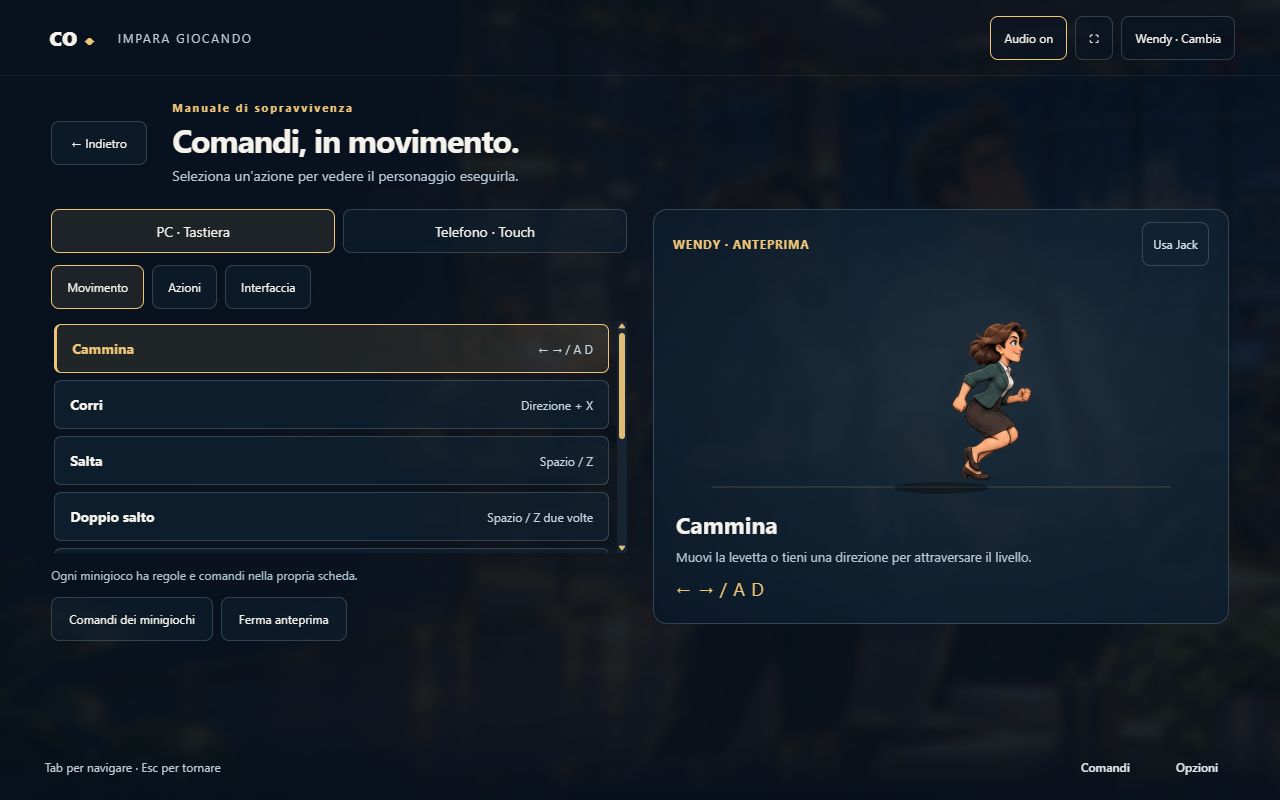 CO
IMPARA GIOCANDO
Audio on
Wendy · Cambia
← Indietro
Manuale di sopravvivenza
Comandi, in movimento.
Seleziona un'azione per vedere il personaggio eseguirla.
PC · Tastiera
Telefono · Touch
Movimento
Azioni
Interfaccia
Cammina
← → / A D
Corri
Direzione + X
Salta
Spazio / Z
Doppio salto
Spazio / Z due volte
Ogni minigioco ha regole e comandi nella propria scheda.
Comandi dei minigiochi
Ferma anteprima
WENDY · ANTEPRIMA
Usa Jack
Cammina
Muovi la levetta o tieni una direzione per attraversare il livello.
← → / A D
Tab per navigare · Esc per tornare
Comandi
Opzioni